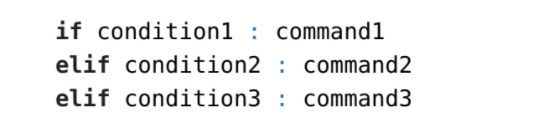 if condition1 : command1
elif condition2 : command2
elif condition3 : command3